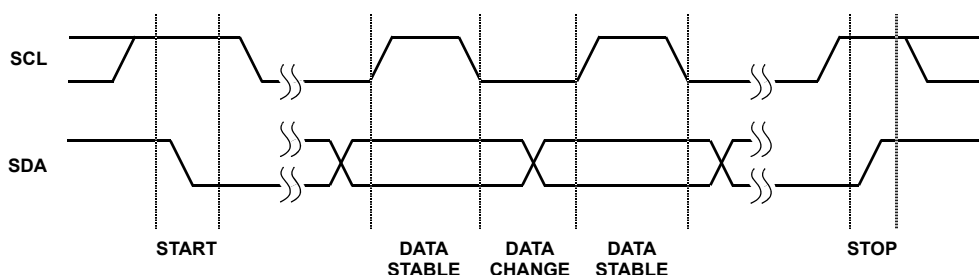 SCL
SDA
START
DATA STABLE
DATA CHANGE
DATA STABLE
STOP